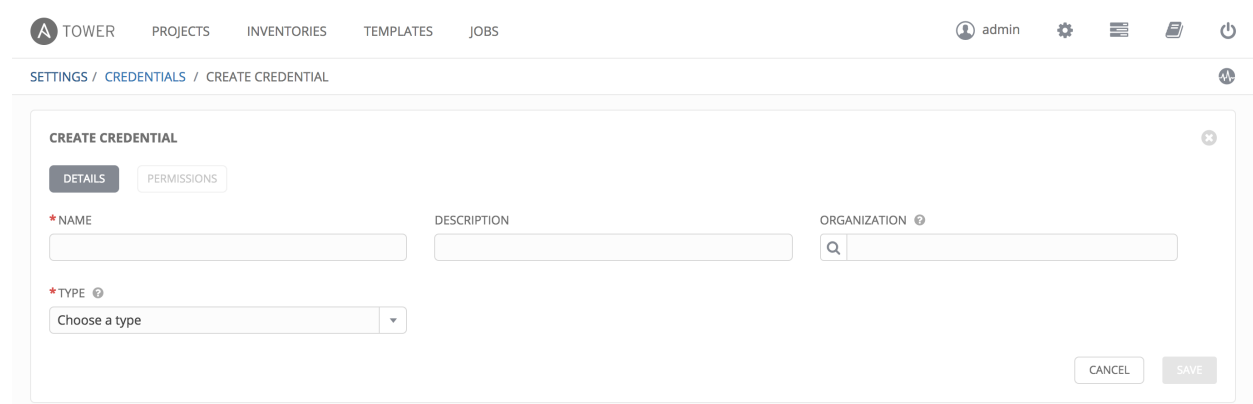 A TOWER PROJECTS INVENTORIES TEMPLATES JOBS admin
SETTINGS / CREDENTIALS / CREATE CREDENTIAL
CREATE CREDENTIAL
DETAILS PERMISSIONS
* NAME DESCRIPTION ORGANIZATION ?
* TYPE ?
Choose a type
CANCEL SAVE